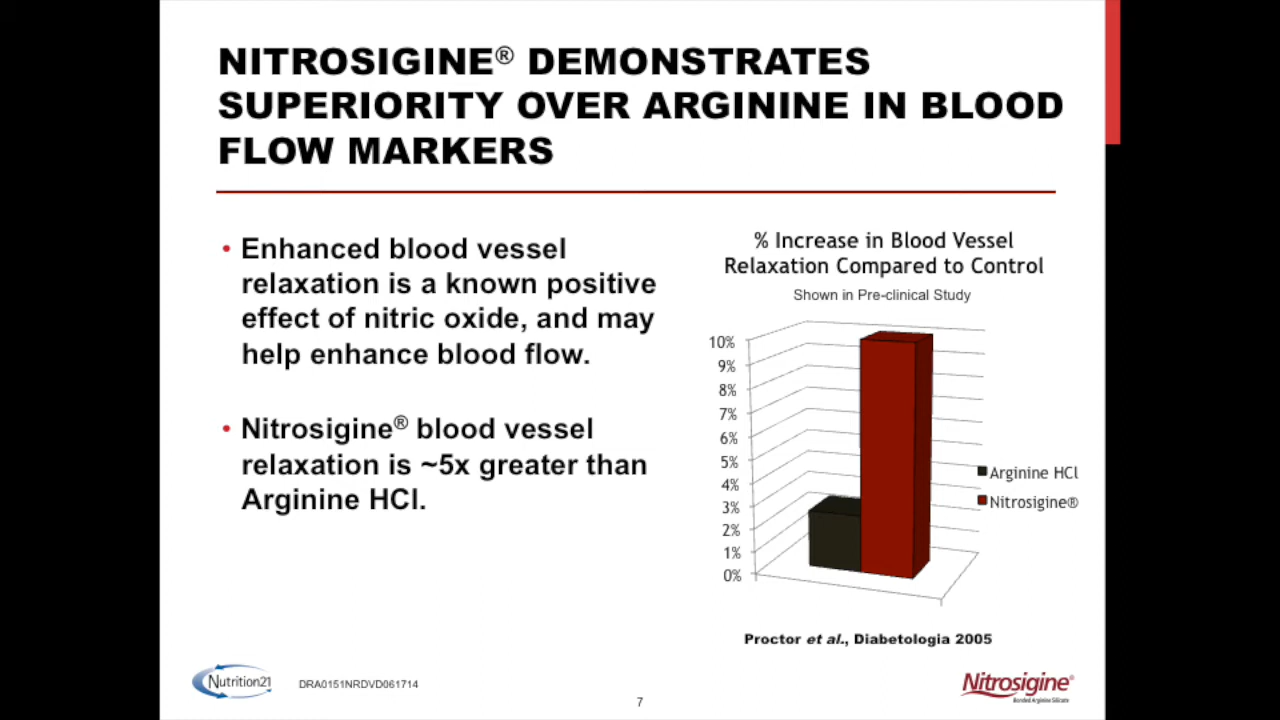 NITROSIGINE® DEMONSTRATES
SUPERIORITY OVER ARGININE IN BLOOD
FLOW MARKERS
• Enhanced blood vessel
relaxation is a known positive
effect of nitric oxide, and may
help enhance blood flow.
• Nitrosigine® blood vessel
relaxation is ~5x greater than
Arginine HCl.
% Increase in Blood Vessel
Relaxation Compared to Control
Shown in Pre-clinical Study
10%
9%
8%
7%
6%
5%
4%
3%
2%
1%
0%
Arginine HCl
Nitrosigine®
Proctor et al., Diabetologia 2005
Nutrition21
DRA0151NRDVD061714
7
Nitrosigine®
Bonded Arginine Silicate